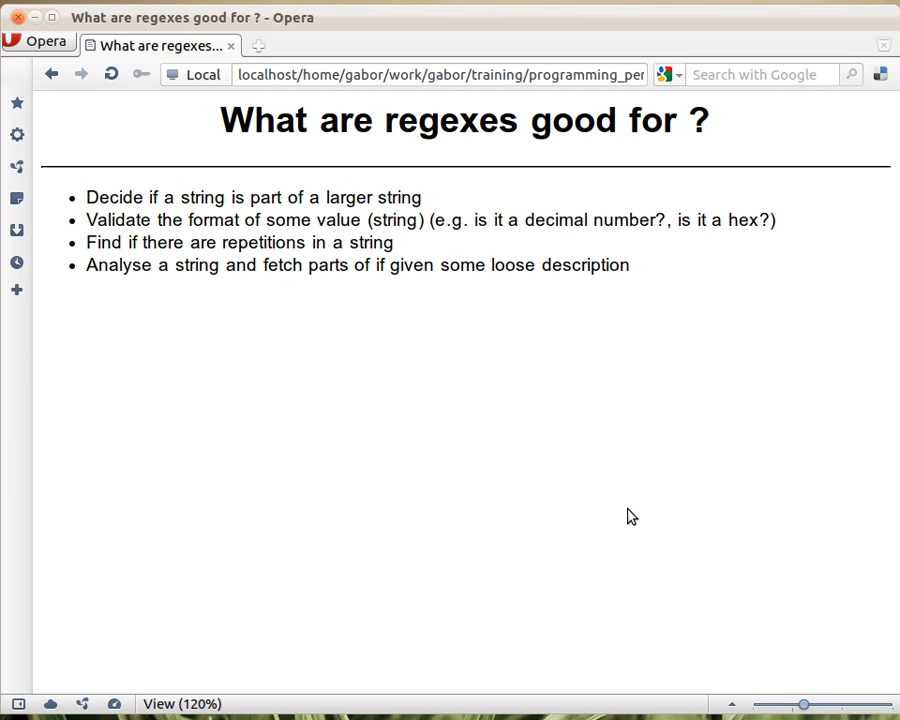 What are regexes good for ? - Opera
Opera
What are regexes...
Local
localhost/home/gabor/work/gabor/training/programming_per
Search with Google
What are regexes good for ?
Decide if a string is part of a larger string
Validate the format of some value (string) (e.g. is it a decimal number?, is it a hex?)
Find if there are repetitions in a string
Analyse a string and fetch parts of if given some loose description
View (120%)